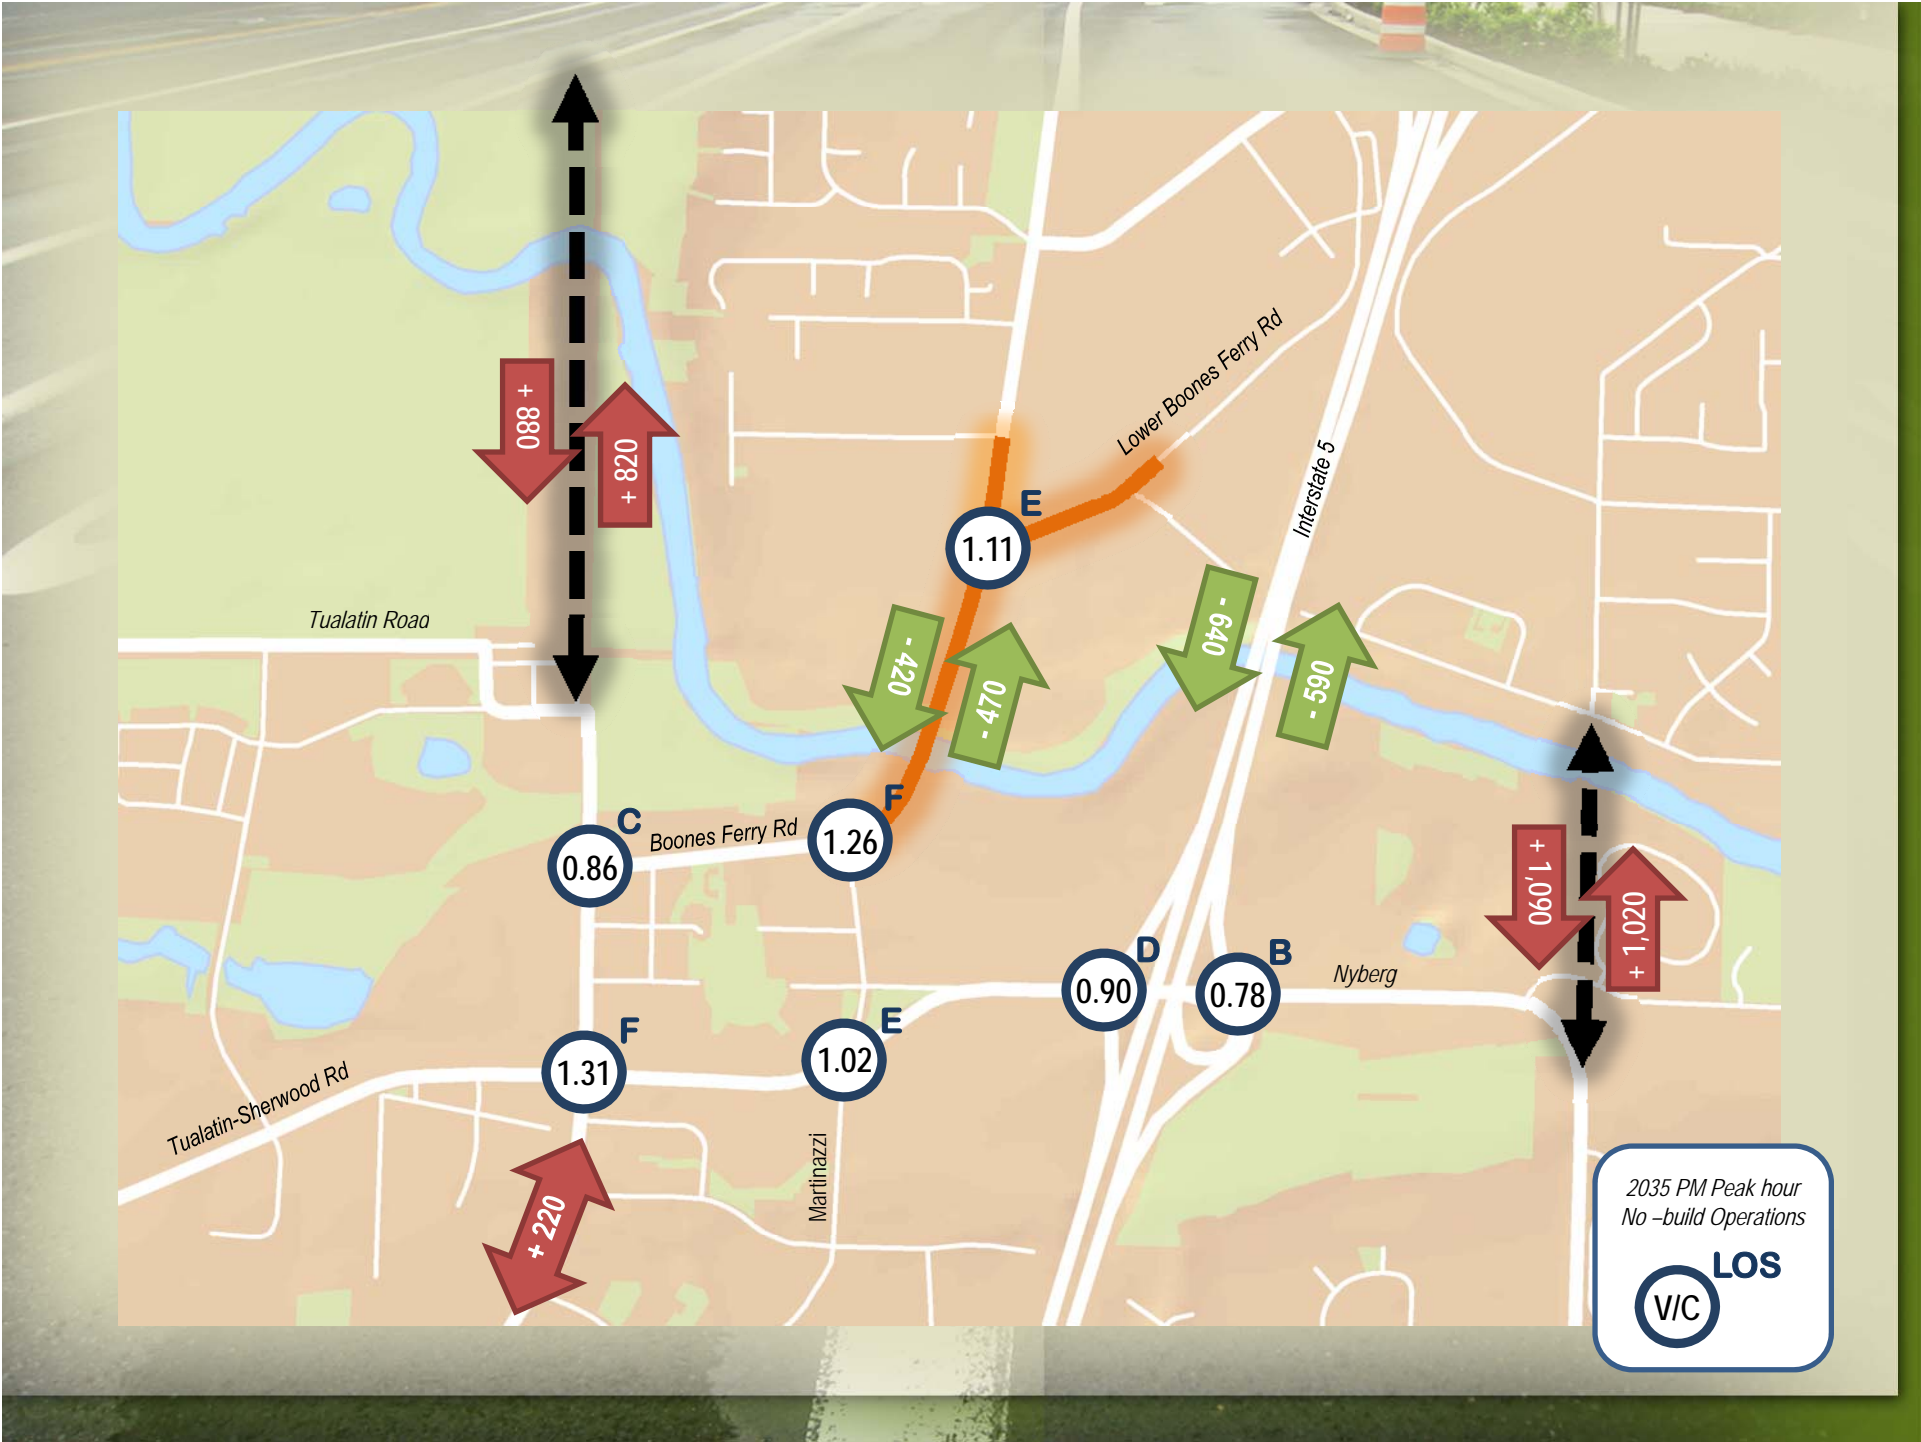 Lower Boones Ferry Rd
Interstate 5
+ 880
+ 820
E
1.11
Tualatin Road
- 420
- 470
- 640
- 590
F
1.26
C
0.86
Boones Ferry Rd
+ 1,090
+ 1,020
D
0.90
B
0.78
Nyberg
F
1.31
E
1.02
Tualatin-Sherwood Rd
Martinazzi
+ 220
2035 PM Peak hour
No –build Operations
LOS
V/C